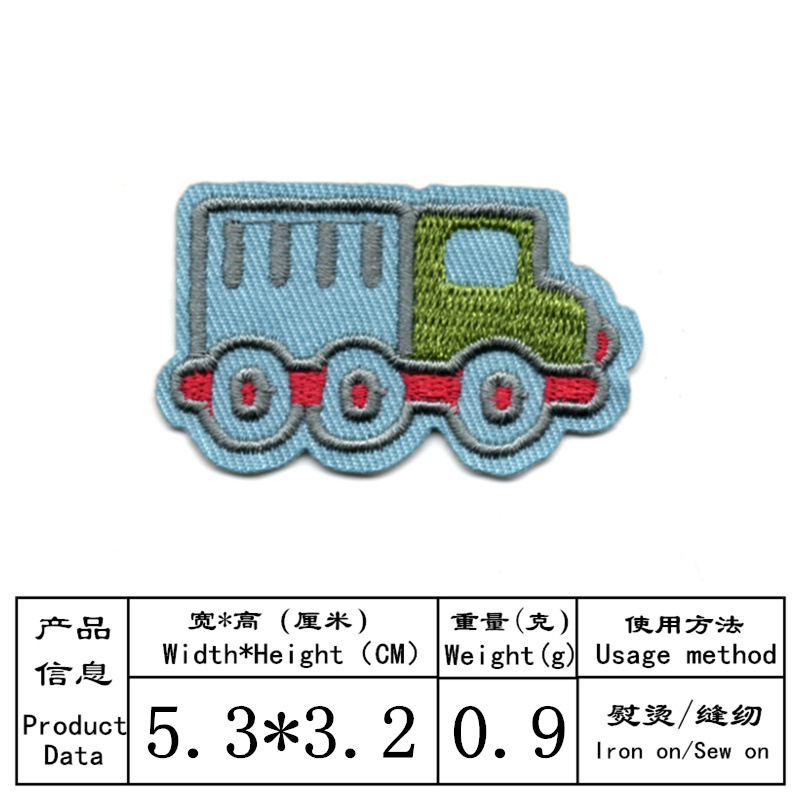 产品
信息
Product
Data
宽*高 (厘米)
Width*Height (CM)
重量(克)
Weight(g)
使用方法
Usage method
5.3*3.2
0.9
熨烫/缝纫
Iron on/Sew on